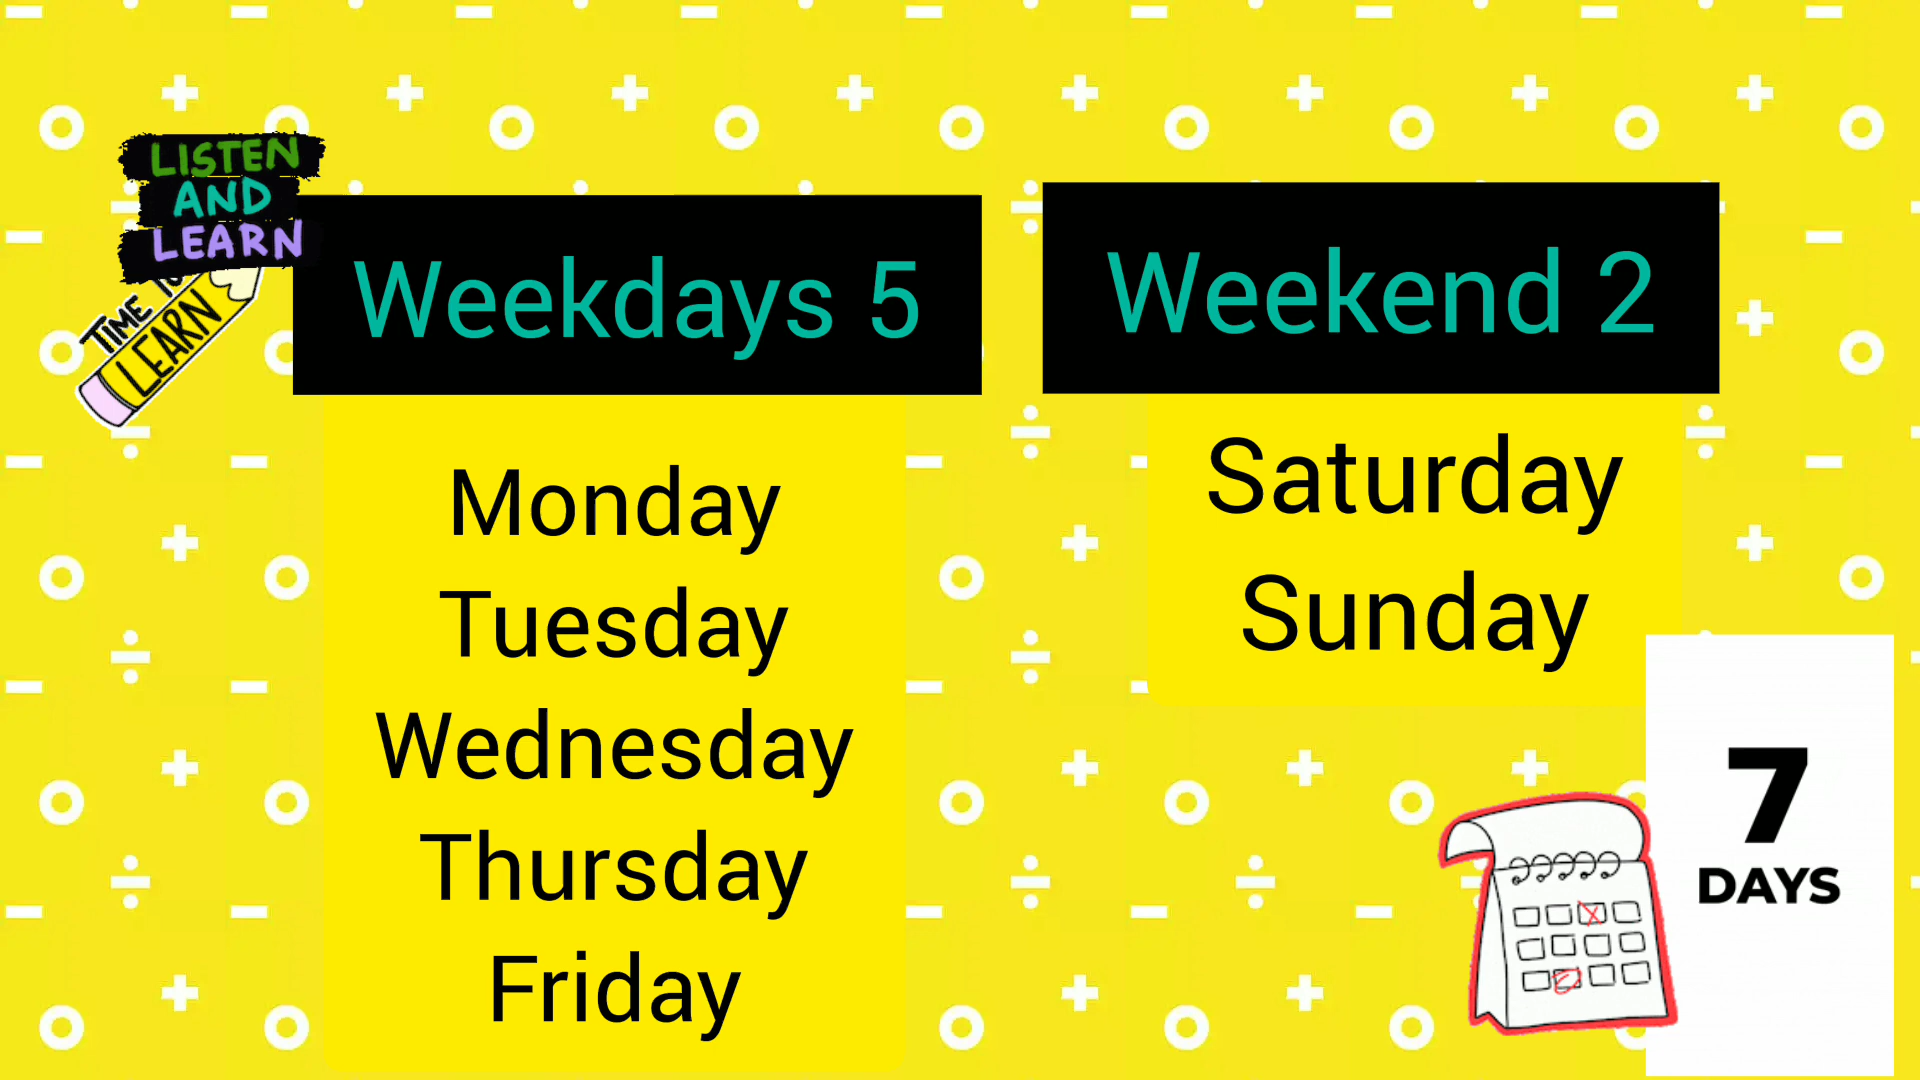 LISTEN
AND
LEARN
TIME TO
LEARN
Weekdays 5
Monday
Tuesday
Wednesday
Thursday
Friday
Weekend 2
Saturday
Sunday
7
DAYS